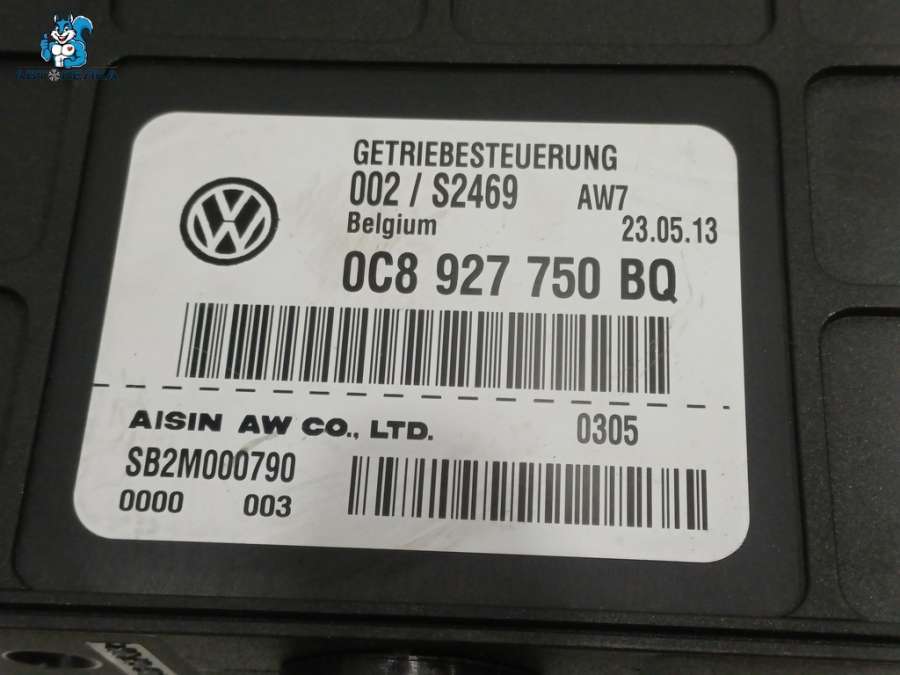 GETRIEBESTEUERUNG
002 / S2469 AW7
Belgium 23.05.13
0C8 927 750 BQ
AISIN AW CO., LTD. 0305
SB2M000790
0000 003